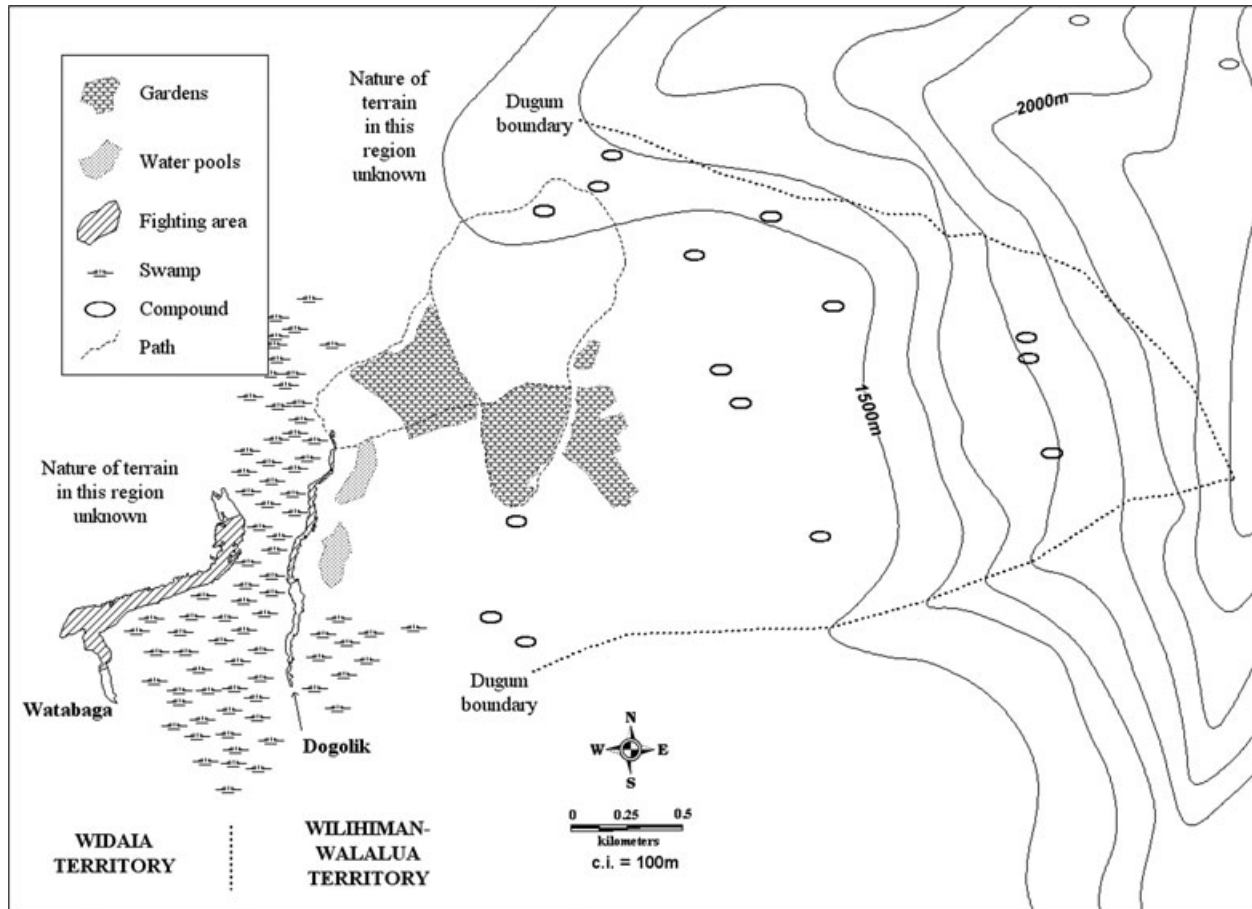 Gardens
Water pools
Fighting area
Swamp
Compound
Path
Nature of
terrain
in this
region
unknown
Dugum
boundary
2000m
1500m
Nature of terrain
in this region
unknown
Watabaga
Dogolik
Dugum
boundary
N
W E
S
0 0.25 0.5
kilometers
c.i. = 100m
WIDAIA
TERRITORY
WILIHIMAN-
WALALUA
TERRITORY